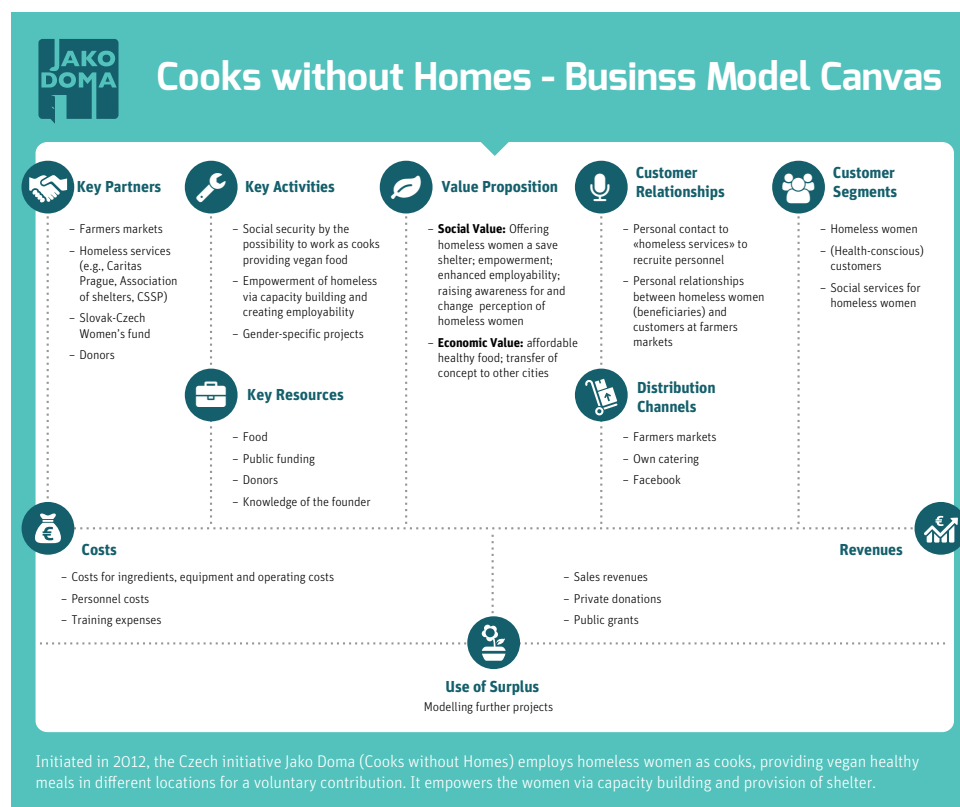 JAKO
DOMA
Cooks without Homes - Businss Model Canvas
Key Partners
– Farmers markets
– Homeless services
(e.g., Caritas
Prague, Association
of shelters, CSSP)
– Slovak-Czech
Women's fund
– Donors
Key Activities
– Social security by the
possibility to work as cooks
providing vegan food
– Empowerment of homeless
via capacity building and
creating employability
– Gender-specific projects
Key Resources
– Food
– Public funding
– Donors
– Knowledge of the founder
Value Proposition
– Social Value: Offering
homeless women a save
shelter; empowerment;
enhanced employability;
raising awareness for and
change perception of
homeless women
– Economic Value: affordable
healthy food; transfer of
concept to other cities
Customer
Relationships
– Personal contact to
«homeless services» to
recruite personnel
– Personal relationships
between homeless women
(beneficiaries) and
customers at farmers
markets
Distribution
Channels
– Farmers markets
– Own catering
– Facebook
Customer
Segments
– Homeless women
– (Health-conscious)
customers
– Social services for
homeless women
€
Costs
– Costs for ingredients, equipment and operating costs
– Personnel costs
– Training expenses
€
Revenues
– Sales revenues
– Private donations
– Public grants
Use of Surplus
Modelling further projects
Initiated in 2012, the Czech initiative Jako Doma (Cooks without Homes) employs homeless women as cooks, providing vegan healthy
meals in different locations for a voluntary contribution. It empowers the women via capacity building and provision of shelter.